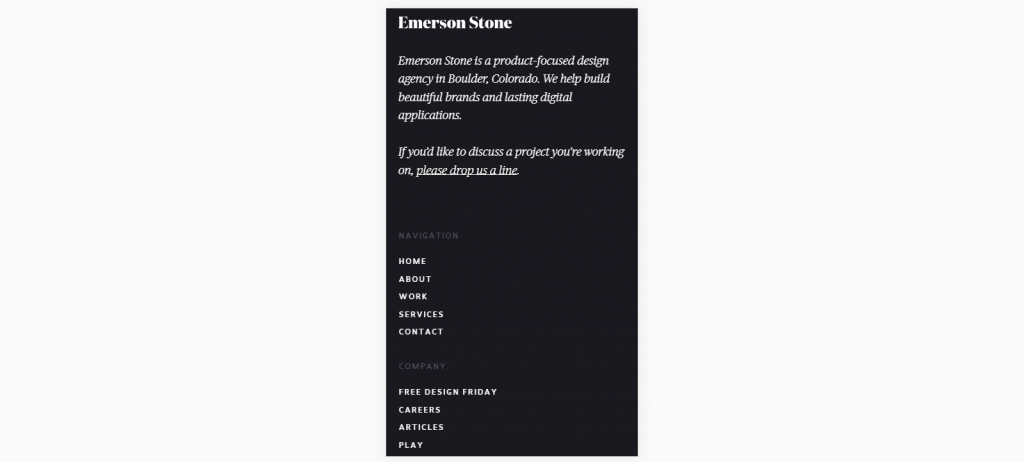 Emerson Stone
Emerson Stone is a product-focused design
agency in Boulder, Colorado. We help build
beautiful brands and lasting digital
applications.
If you'd like to discuss a project you're working
on, please drop us a line.
NAVIGATION
HOME
ABOUT
WORK
SERVICES
CONTACT
COMPANY
FREE DESIGN FRIDAY
CAREERS
ARTICLES
PLAY